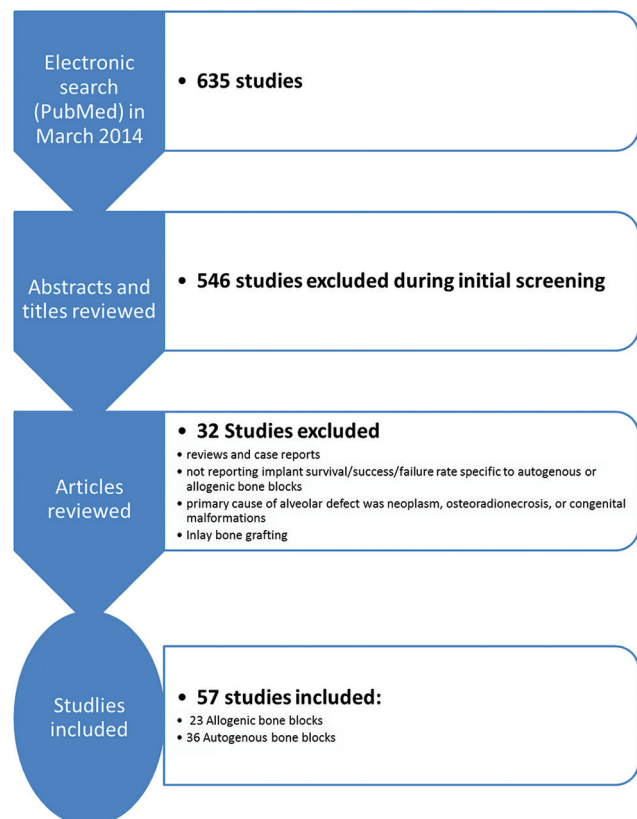 Electronic
search
(PubMed) in
March 2014
• 635 studies
Abstracts and
titles reviewed
• 546 studies excluded during initial screening
Articles
reviewed
• 32 Studies excluded
• reviews and case reports
• not reporting implant survival/success/failure rate specific to autogenous or
allogenic bone blocks
• primary cause of alveolar defect was neoplasm, osteoradionecrosis, or congenital
malformations
• Inlay bone grafting
Studlies
included
• 57 studies included:
• 23 Allogenic bone blocks
• 36 Autogenous bone blocks